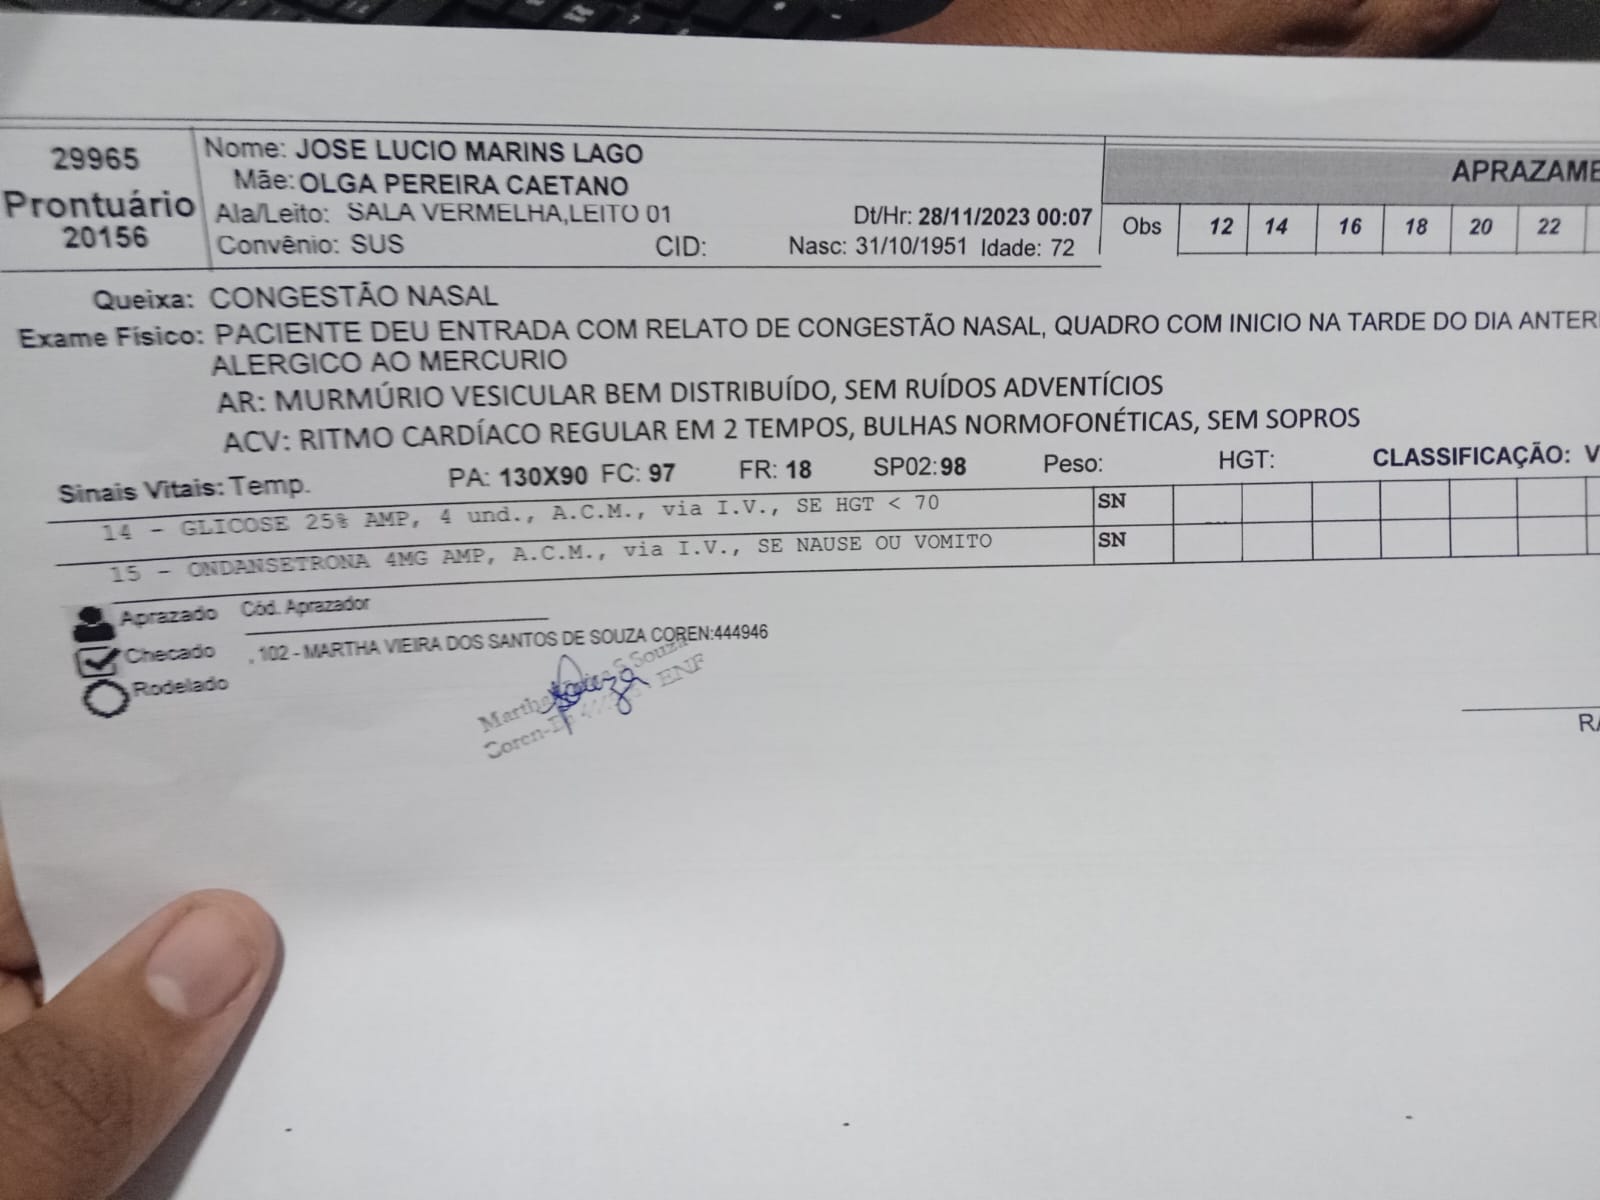 29965
Prontuário
20156
Nome: JOSE LUCIO MARINS LAGO
Mãe: OLGA PEREIRA CAETANO
Ala/Leito: SALA VERMELHA,LEITO 01 Dt/Hr: 28/11/2023 00:07
Convênio: SUS CID: Nasc: 31/10/1951 Idade: 72
APRAZAME
Obs 12 14 16 18 20 22
Queixa: CONGESTÃO NASAL
Exame Físico: PACIENTE DEU ENTRADA COM RELATO DE CONGESTÃO NASAL, QUADRO COM INICIO NA TARDE DO DIA ANTERI
ALERGICO AO MERCURIO
AR: MURMÚRIO VESICULAR BEM DISTRIBUÍDO, SEM RUÍDOS ADVENTÍCIOS
ACV: RITMO CARDÍACO REGULAR EM 2 TEMPOS, BULHAS NORMOFONÉTICAS, SEM SOPROS
Sinais Vitais: Temp. PA: 130X90 FC: 97 FR: 18 SP02: 98 Peso: HGT: CLASSIFICAÇÃO: V
14 - GLICOSE 25% AMP, 4 und., A.C.M., via I.V., SE HGT < 70 SN
15 - ONDANSETRONA 4MG AMP, A.C.M., via I.V., SE NAUSE OU VOMITO SN
Aprazado Cód. Aprazador
Checado , 102 - MARTHA VIEIRA DOS SANTOS DE SOUZA COREN:444946
Rodelado
Martha S Souza
Coren- ENF
RA